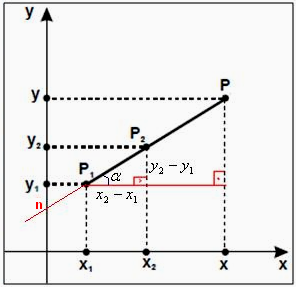 y
y
P
y₂
P₂
y₂ − y₁
y₁
P₁
α
x₂ − x₁
n
x₁
x₂
x
x